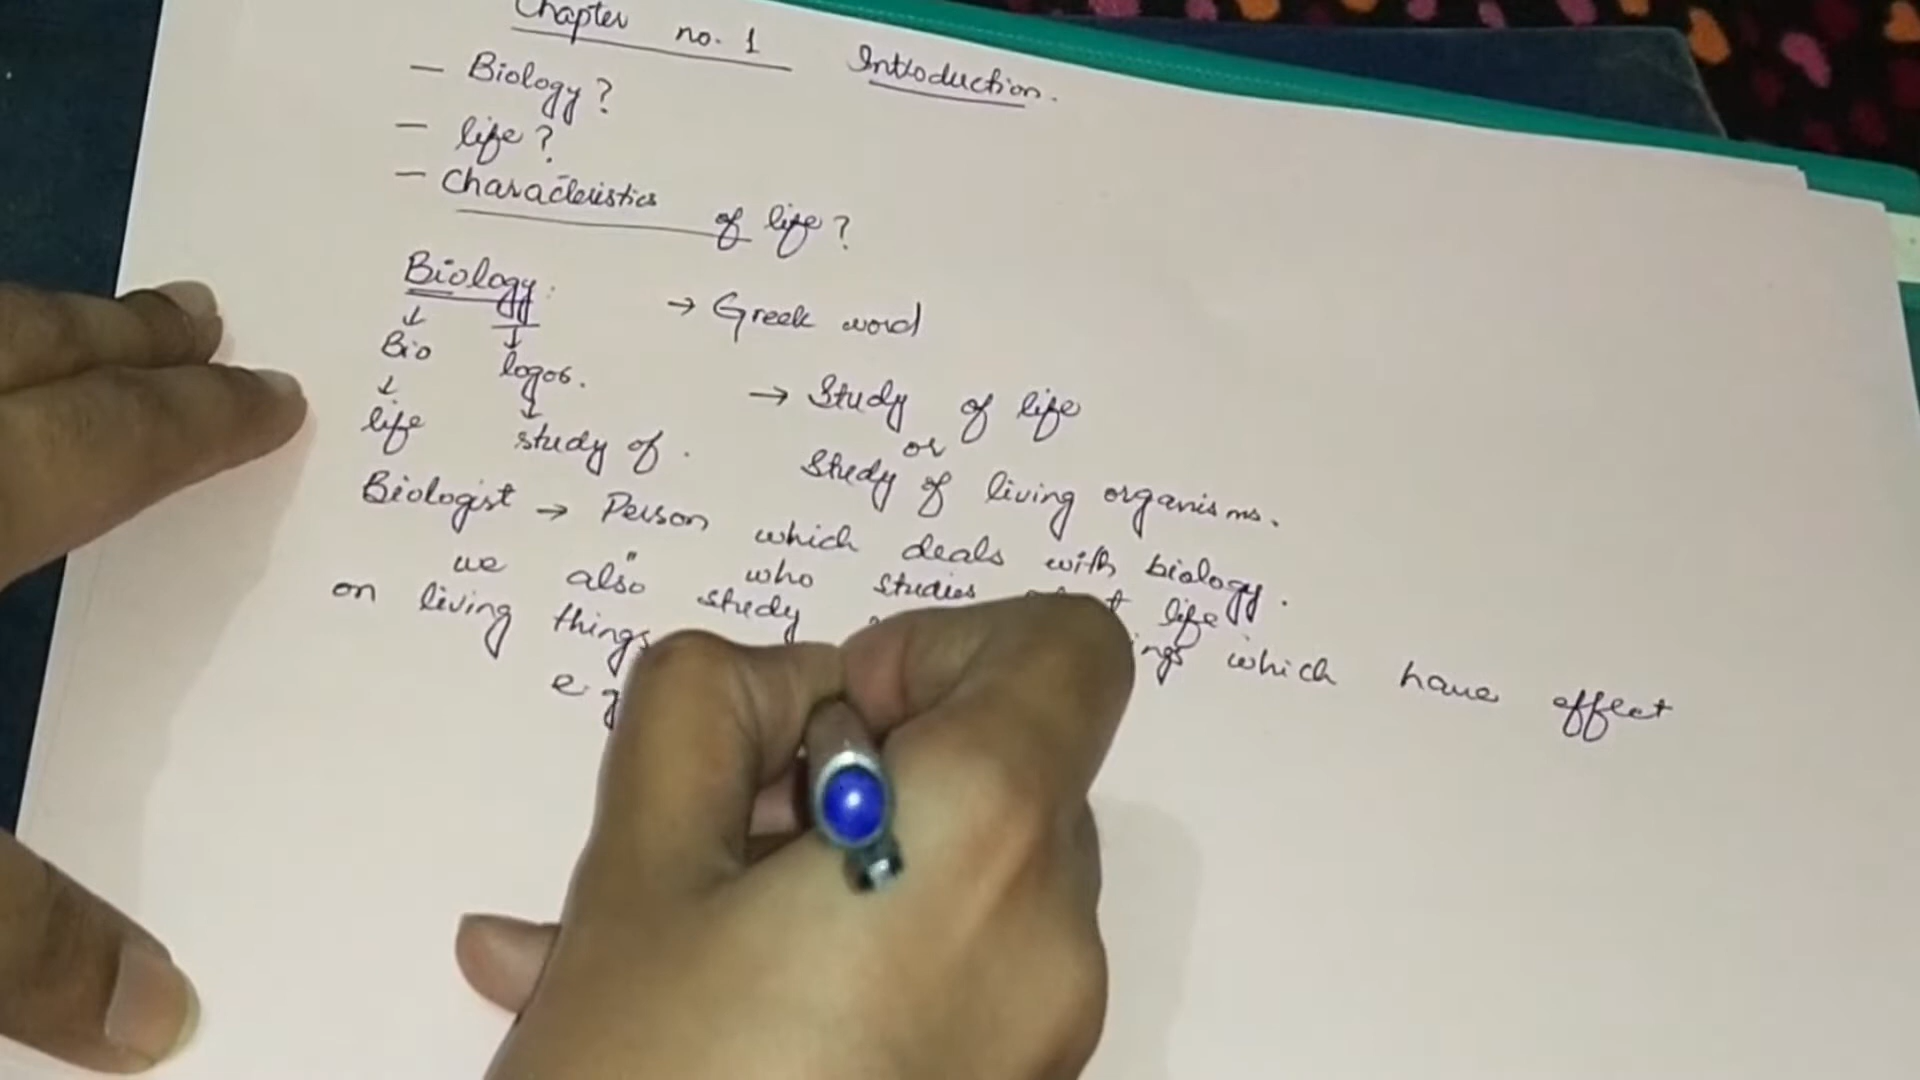 Chapter no. 1 Introduction.
— Biology?
— life?
— Characteristics of life?
Biology: → Greek word
↓ ↓
Bio logos.
↓ ↓
life study of. → Study of life
or
Study of living organisms.
Biologist → Person which deals with biology.
" who studies life
we also study which have effect
on living things
e.g